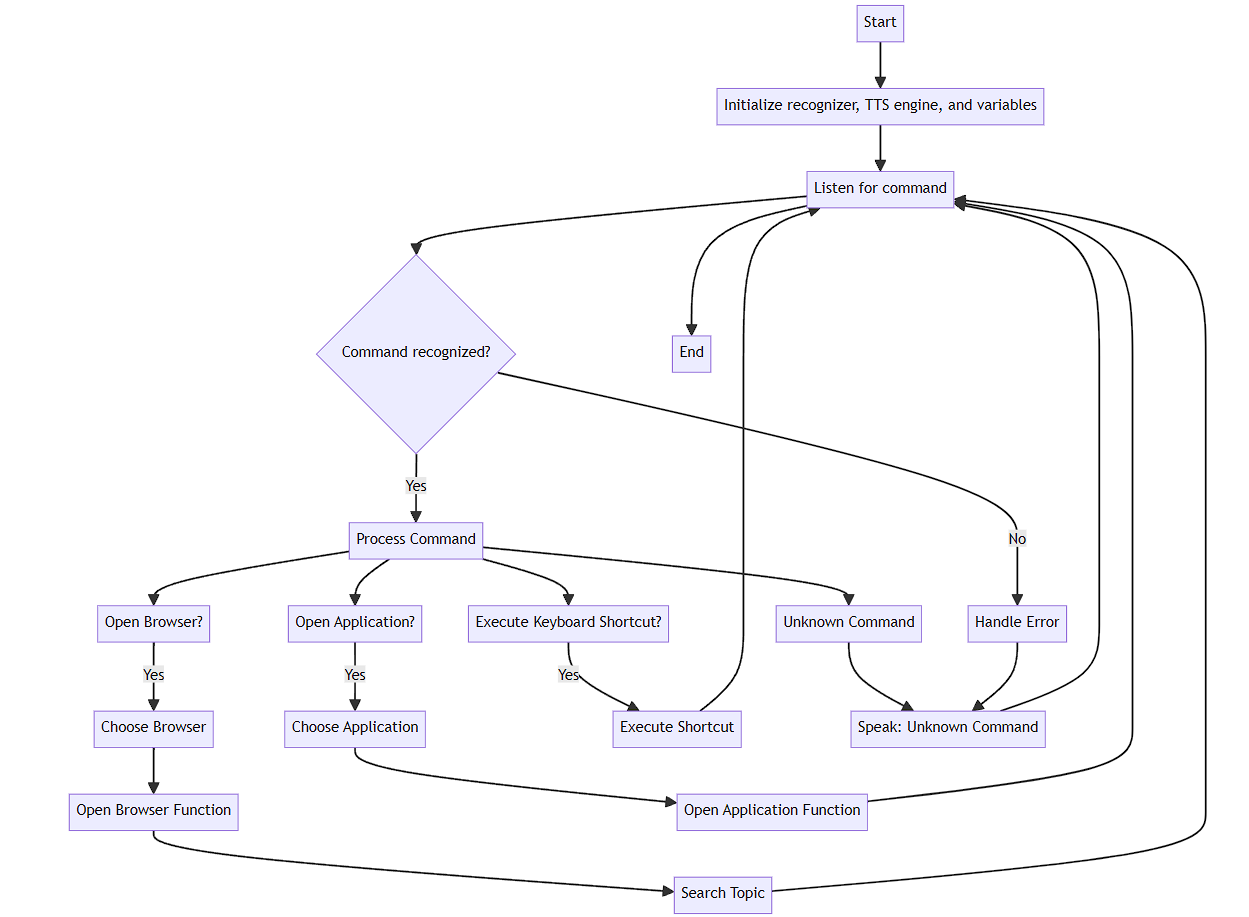 Start
Initialize recognizer, TTS engine, and variables
Listen for command
Command recognized?
End
Yes
Process Command
No
Open Browser?
Open Application?
Execute Keyboard Shortcut?
Unknown Command
Handle Error
Yes
Yes
Yes
Choose Browser
Choose Application
Execute Shortcut
Speak: Unknown Command
Open Browser Function
Open Application Function
Search Topic